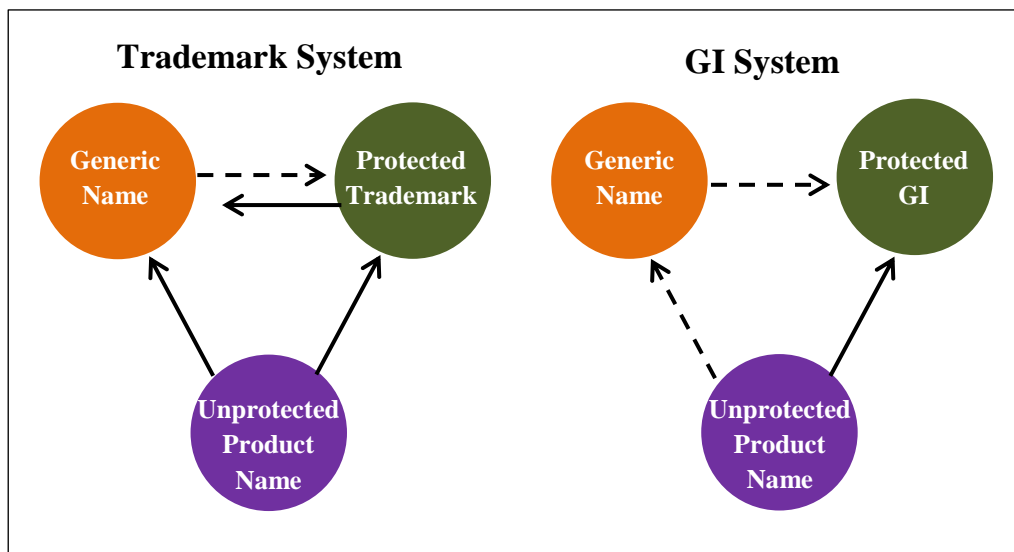 Trademark System
Generic
Name
Protected
Trademark
Unprotected
Product
Name
GI System
Generic
Name
Protected
GI
Unprotected
Product
Name